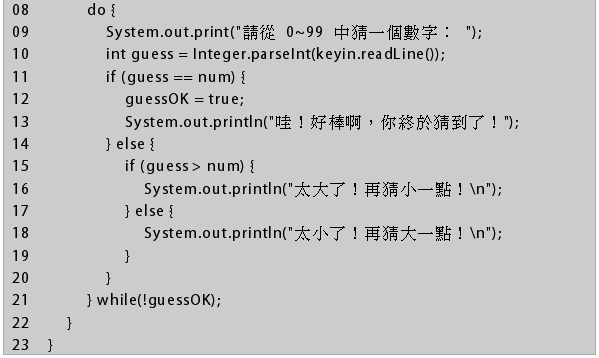 08 do {
09 System.out.print("請從 0~99 中猜一個數字： ");
10 int guess = Integer.parseInt(keyin.readLine());
11 if (guess == num) {
12 guessOK = true;
13 System.out.println("哇！好棒啊，你終於猜到了！");
14 } else {
15 if (guess > num) {
16 System.out.println("太大了！再猜小一點！\n");
17 } else {
18 System.out.println("太小了！再猜大一點！\n");
19 }
20 }
21 } while(!guessOK);
22 }
23 }